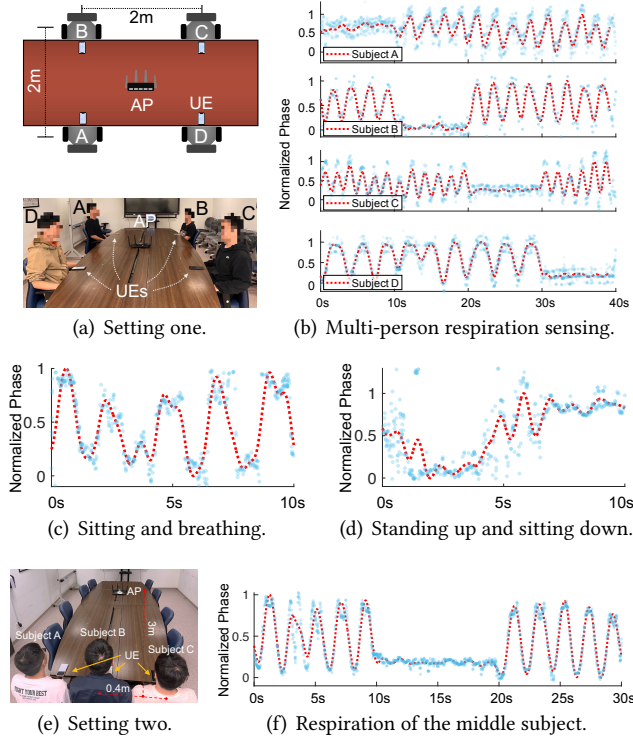 2m
B
C
2m
AP
UE
A
D
D
A
AP
B
C
UEs
(a) Setting one.
Normalized Phase
1
0.5
0
Subject A
1
0.5
0
Subject B
1
0.5
0
Subject C
1
0.5
0
Subject D
0s 10s 20s 30s 40s
(b) Multi-person respiration sensing.
Normalized Phase
1
0.5
0
0s 5s 10s
(c) Sitting and breathing.
Normalized Phase
1
0.5
0
0s 5s 10s
(d) Standing up and sitting down.
AP
3m
Subject A
Subject B
Subject C
UE
0.4m
(e) Setting two.
Normalized Phase
1
0.5
0
0s 5s 10s 15s 20s 25s 30s
(f) Respiration of the middle subject.